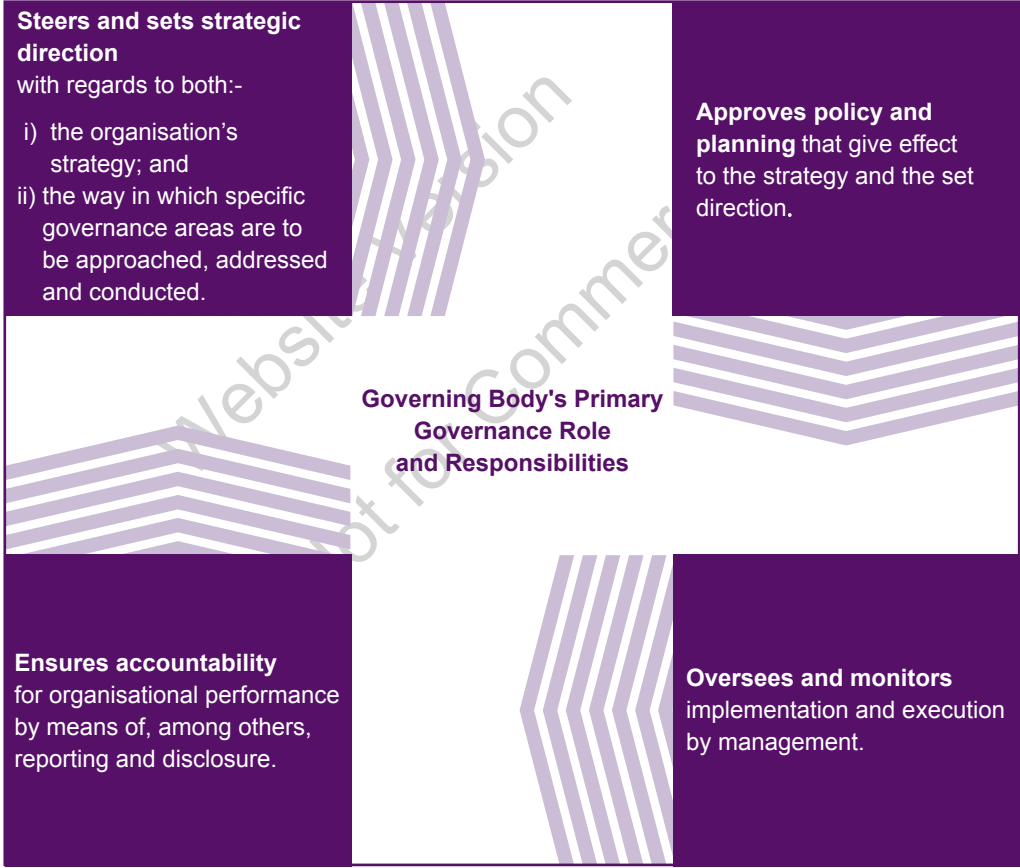 Steers and sets strategic
direction
with regards to both:-
i) the organisation's
strategy; and
ii) the way in which specific
governance areas are to
be approached, addressed
and conducted.
Approves policy and
planning that give effect
to the strategy and the set
direction.
Governing Body's Primary
Governance Role
and Responsibilities
Ensures accountability
for organisational performance
by means of, among others,
reporting and disclosure.
Oversees and monitors
implementation and execution
by management.
Website Version
for